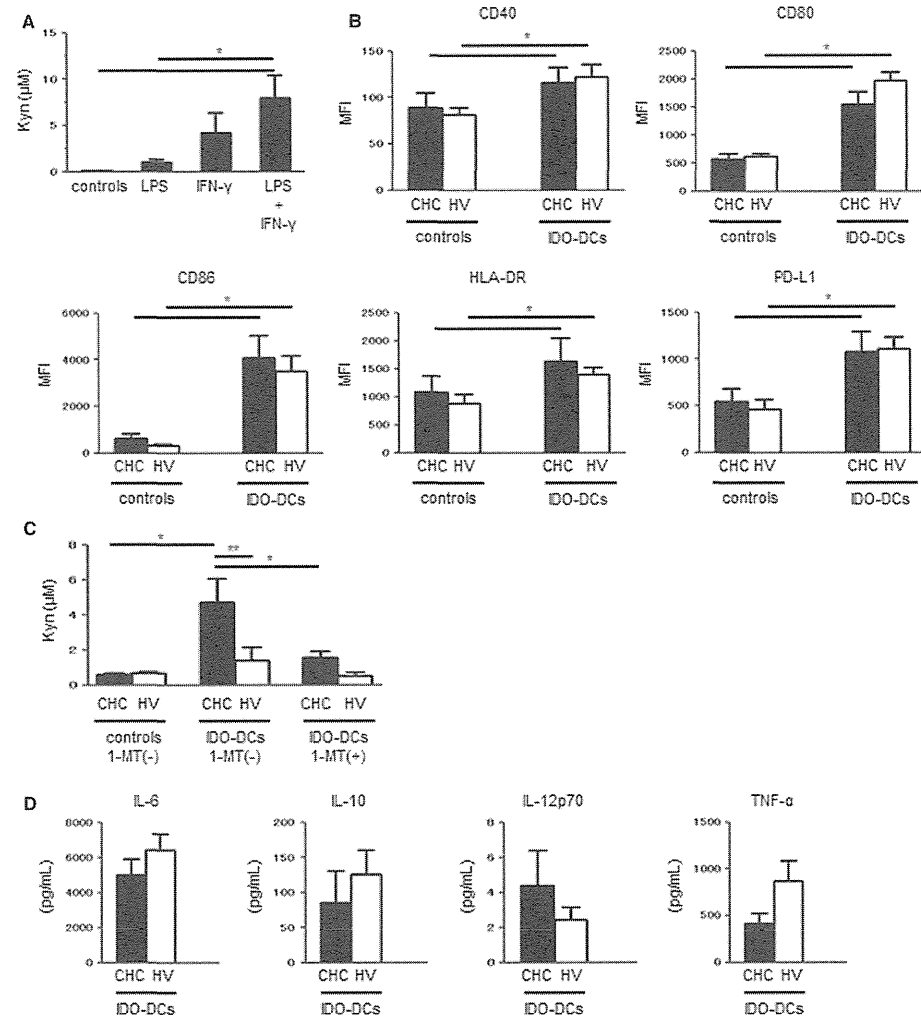 A
Kyn (μM)
15
10
5
0
*
controls LPS IFN-γ LPS + IFN-γ
B
CD40
MFI
150
100
50
0
*
CHC HV CHC HV
controls IDO-DCs
CD80
MFI
2500
2000
1500
1000
500
0
*
CHC HV CHC HV
controls IDO-DCs
CD86
MFI
6000
4000
2000
0
*
CHC HV CHC HV
controls IDO-DCs
HLA-DR
MFI
2500
2000
1500
1000
500
0
*
CHC HV CHC HV
controls IDO-DCs
PD-L1
MFI
1500
1000
500
0
*
CHC HV CHC HV
controls IDO-DCs
C
Kyn (μM)
8
6
4
2
0
*
**
*
CHC HV CHC HV CHC HV
controls IDO-DCs IDO-DCs
1-MT(-) 1-MT(-) 1-MT(+)
D
IL-6
(pg/mL)
8000
6000
4000
2000
0
CHC HV
IDO-DCs
IL-10
(pg/mL)
200
150
100
50
0
CHC HV
IDO-DCs
IL-12p70
(pg/mL)
8
6
4
2
0
CHC HV
IDO-DCs
TNF-α
(pg/mL)
1500
1000
500
0
CHC HV
IDO-DCs